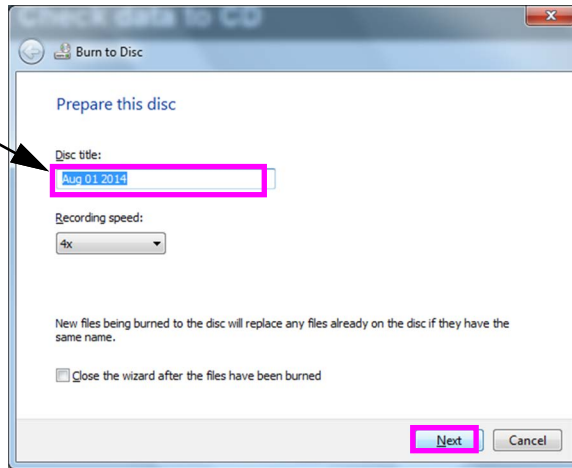 Check data to CD
Burn to Disc
Prepare this disc
Disc title:
Aug 01 2014
Recording speed:
4x
New files being burned to the disc will replace any files already on the disc if they have the
same name.
Close the wizard after the files have been burned
Next
Cancel